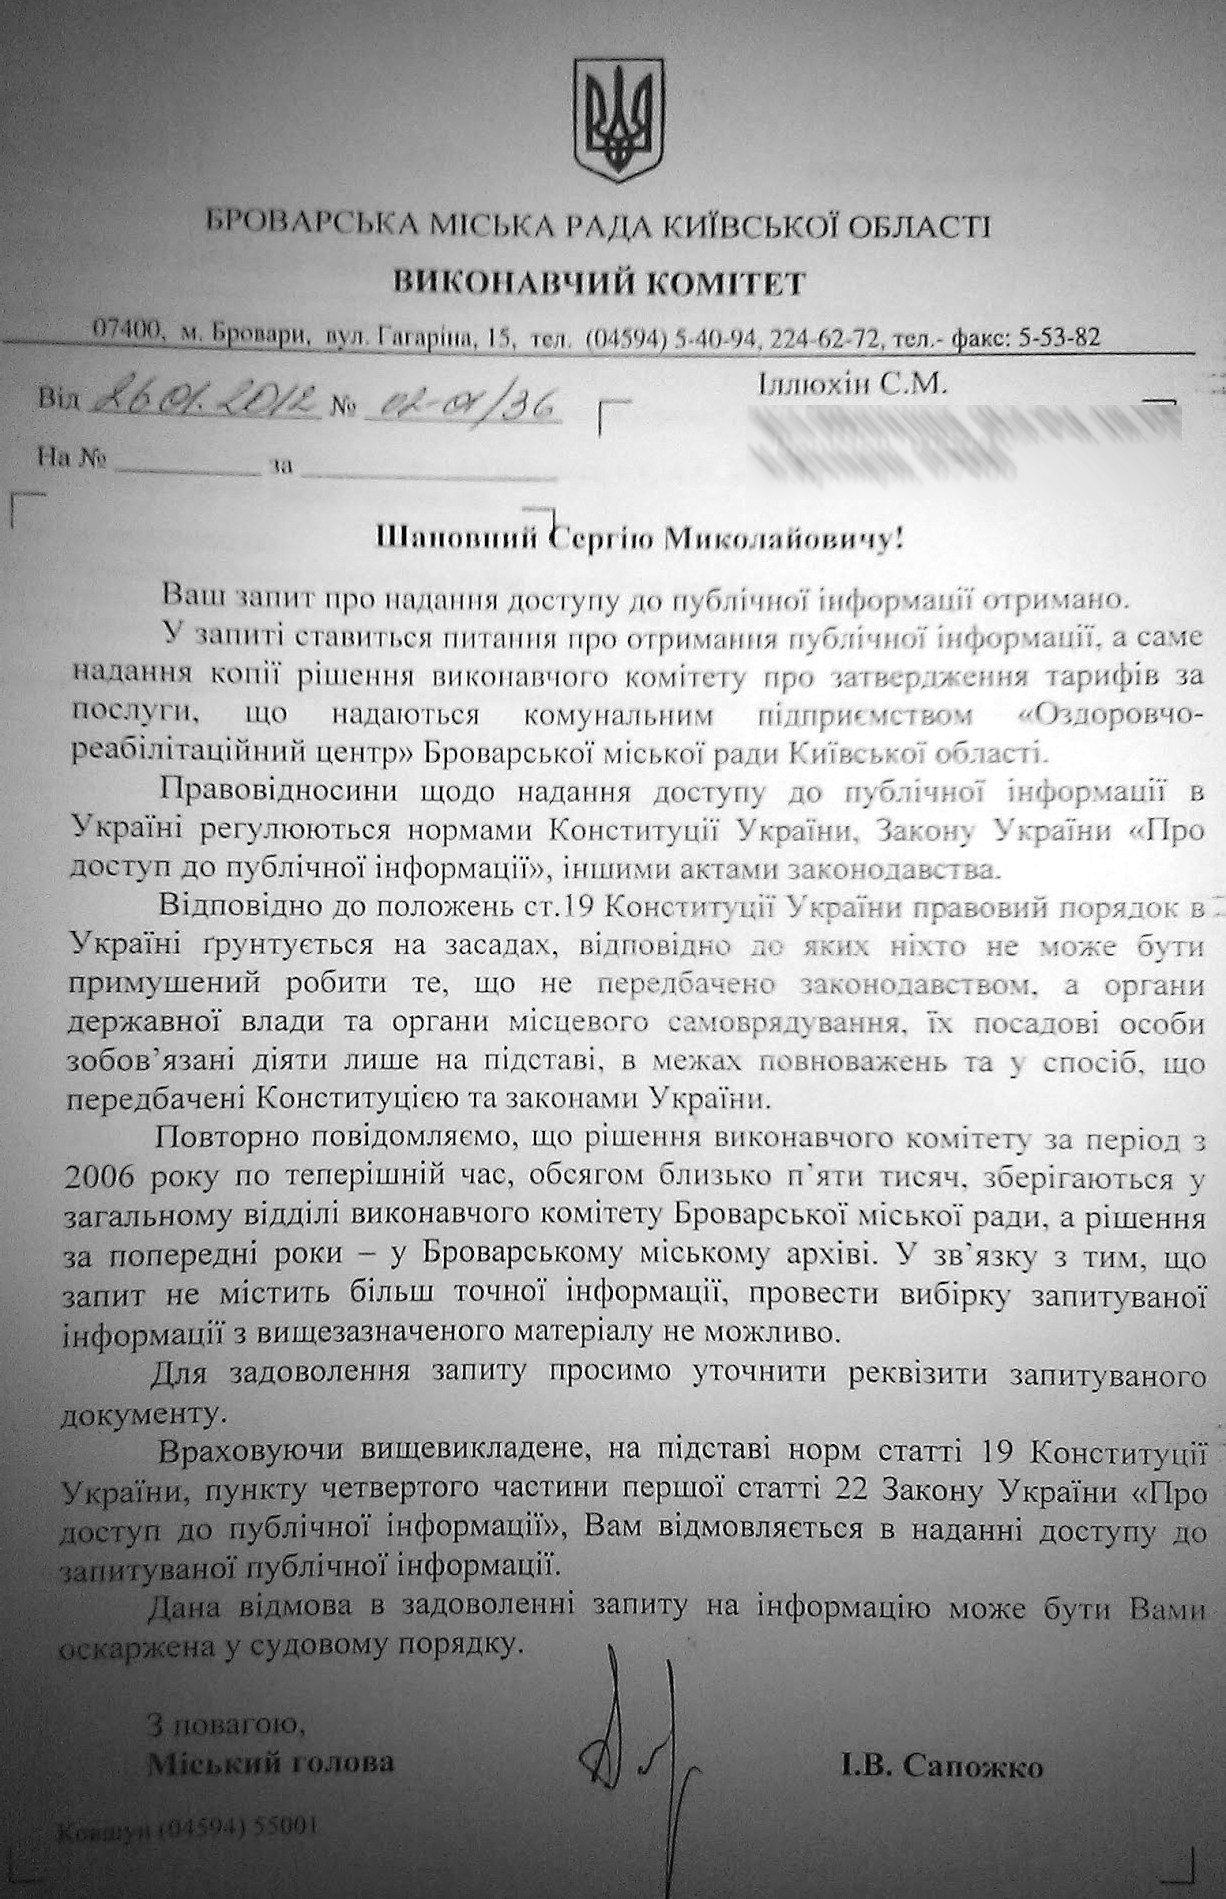 БРОВАРСЬКА МІСЬКА РАДА КИЇВСЬКОЇ ОБЛАСТІ
ВИКОНАВЧИЙ КОМІТЕТ
07400, м. Бровари, вул. Гагаріна, 15, тел. (04594) 5-40-94, 224-62-72, тел.- факс: 5-53-82
Від 26.01.2012 № 02-01/36
Іллюхін С.М.
На № за
Шановний Сергію Миколайовичу!
Ваш запит про надання доступу до публічної інформації отримано.
У запиті ставиться питання про отримання публічної інформації, а саме
надання копії рішення виконавчого комітету про затвердження тарифів за
послуги, що надаються комунальним підприємством «Оздоровчо-
реабілітаційний центр» Броварської міської ради Київської області.
Правовідносини щодо надання доступу до публічної інформації в
Україні регулюються нормами Конституції України, Закону України «Про
доступ до публічної інформації», іншими актами законодавства.
Відповідно до положень ст.19 Конституції України правовий порядок в
Україні ґрунтується на засадах, відповідно до яких ніхто не може бути
примушений робити те, що не передбачено законодавством, а органи
державної влади та органи місцевого самоврядування, їх посадові особи
зобов’язані діяти лише на підставі, в межах повноважень та у спосіб, що
передбачені Конституцією та законами України.
Повторно повідомляємо, що рішення виконавчого комітету за період з
2006 року по теперішній час, обсягом близько п’яти тисяч, зберігаються у
загальному відділі виконавчого комітету Броварської міської ради, а рішення
за попередні роки – у Броварському міському архіві. У зв’язку з тим, що
запит не містить більш точної інформації, провести вибірку запитуваної
інформації з вищезазначеного матеріалу не можливо.
Для задоволення запиту просимо уточнити реквізити запитуваного
документу.
Враховуючи вищевикладене, на підставі норм статті 19 Конституції
України, пункту четвертого частини першої статті 22 Закону України «Про
доступ до публічної інформації», Вам відмовляється в наданні доступу до
запитуваної публічної інформації.
Дана відмова в задоволенні запиту на інформацію може бути Вами
оскаржена у судовому порядку.
З повагою,
Міський голова І.В. Сапожко
Ковшун (04594) 55001